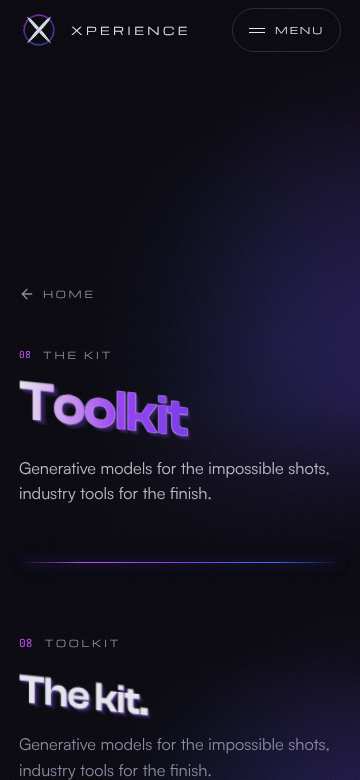 XPERIENCE
MENU
← HOME
08 THE KIT
Toolkit
Generative models for the impossible shots,
industry tools for the finish.
08 TOOLKIT
The kit.
Generative models for the impossible shots,
industry tools for the finish.